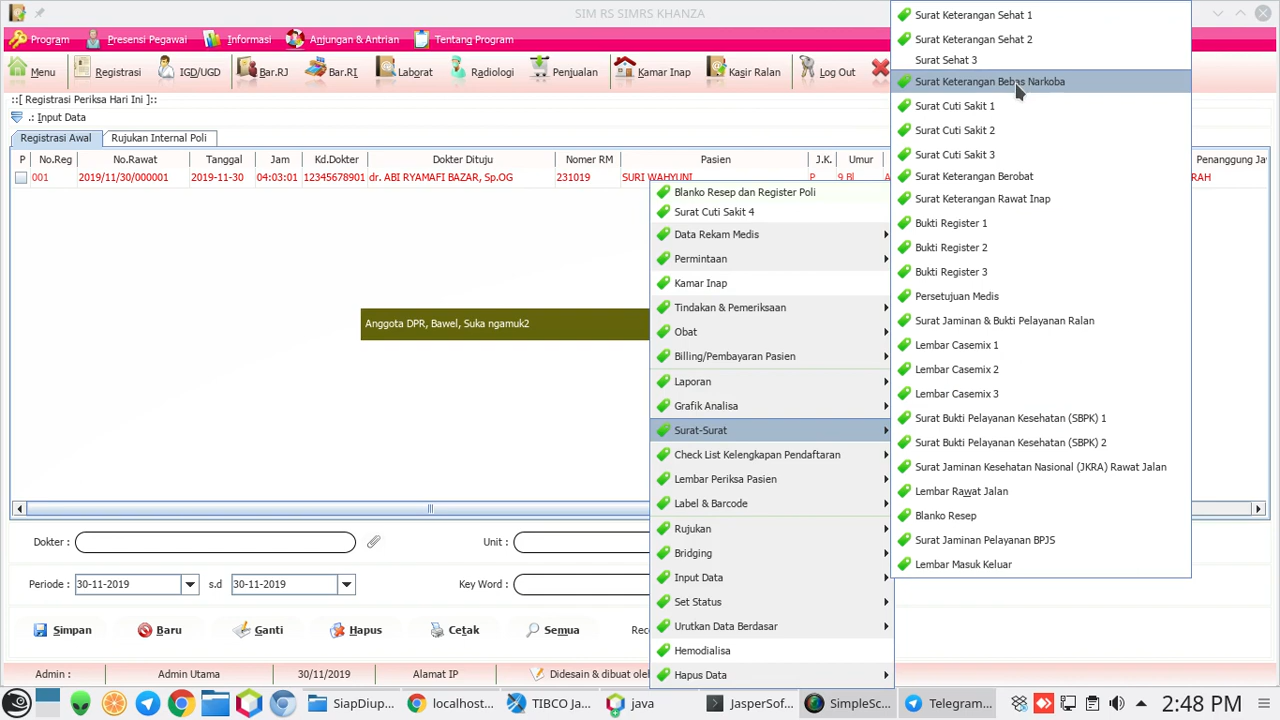 SIM RS SIMRS KHANZA
Program
Presensi Pegawai
Informasi
Anjungan & Antrian
Tentang Program
Menu
Registrasi
IGD/UGD
Bar.RJ
Bar.RI
Laborat
Radiologi
Penjualan
Kamar Inap
Kasir Ralan
Log Out
::[ Registrasi Periksa Hari Ini ]::
.: Input Data
Registrasi Awal
Rujukan Internal Poli
P No.Reg No.Rawat Tanggal Jam Kd.Dokter Dokter Dituju Nomer RM Pasien J.K. Umur Penanggung Ja
001 2019/11/30/000001 2019-11-30 04:03:01 12345678901 dr. ABI RYAMAFI BAZAR, Sp.OG 231019 SURI WAHYUNI P 9 Bl RAH
Anggota DPR, Bawel, Suka ngamuk2
Blanko Resep dan Register Poli
Surat Cuti Sakit 4
Data Rekam Medis
Permintaan
Kamar Inap
Tindakan & Pemeriksaan
Obat
Billing/Pembayaran Pasien
Laporan
Grafik Analisa
Surat-Surat
Check List Kelengkapan Pendaftaran
Lembar Periksa Pasien
Label & Barcode
Rujukan
Bridging
Input Data
Set Status
Urutkan Data Berdasar
Hemodialisa
Hapus Data
Surat Keterangan Sehat 1
Surat Keterangan Sehat 2
Surat Sehat 3
Surat Keterangan Bebas Narkoba
Surat Cuti Sakit 1
Surat Cuti Sakit 2
Surat Cuti Sakit 3
Surat Keterangan Berobat
Surat Keterangan Rawat Inap
Bukti Register 1
Bukti Register 2
Bukti Register 3
Persetujuan Medis
Surat Jaminan & Bukti Pelayanan Ralan
Lembar Casemix 1
Lembar Casemix 2
Lembar Casemix 3
Surat Bukti Pelayanan Kesehatan (SBPK) 1
Surat Bukti Pelayanan Kesehatan (SBPK) 2
Surat Jaminan Kesehatan Nasional (JKRA) Rawat Jalan
Lembar Rawat Jalan
Blanko Resep
Surat Jaminan Pelayanan BPJS
Lembar Masuk Keluar
Dokter : Unit :
Periode : 30-11-2019 s.d 30-11-2019 Key Word :
Simpan Baru Ganti Hapus Cetak Semua Reco
Admin : Admin Utama 30/11/2019 Alamat IP Didesain & dibuat ole
SiapDiup... localhost... TIBCO Ja... java JasperSof... SimpleSc... Telegram... 2:48 PM